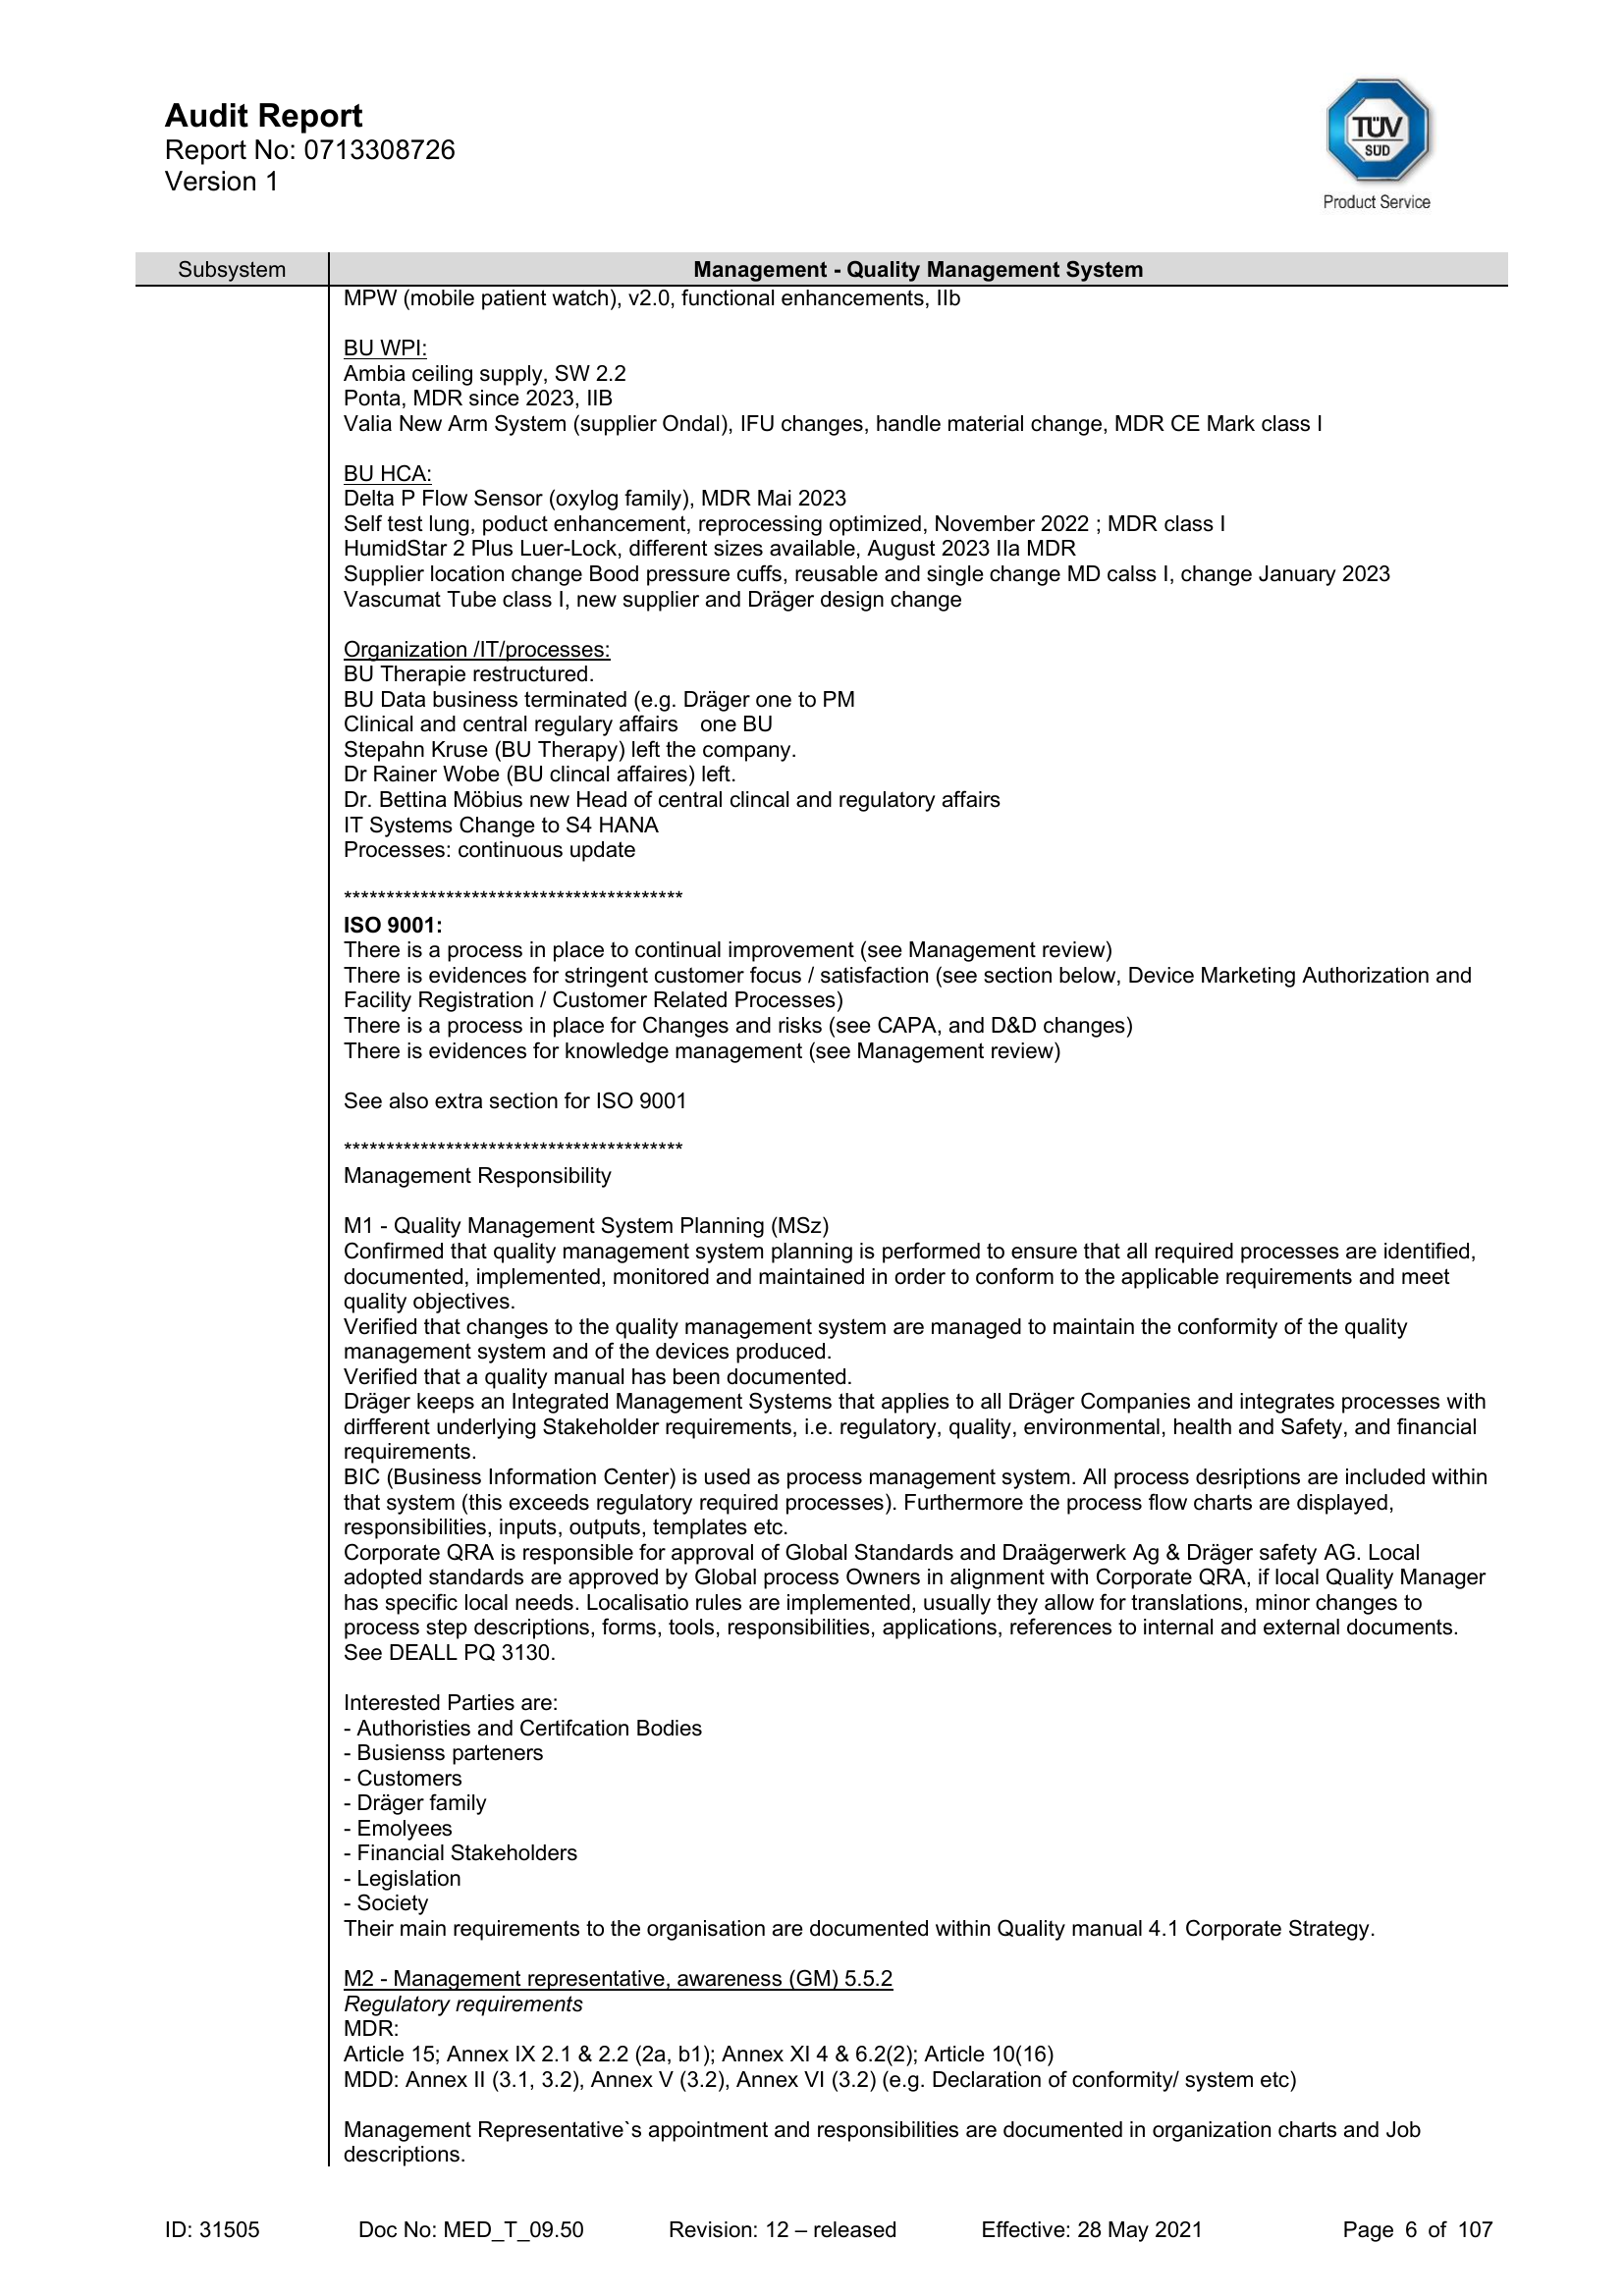 Audit Report
Report No: 0713308726
Version 1
TÜV
SÜD
Product Service
Subsystem
Management - Quality Management System
MPW (mobile patient watch), v2.0, functional enhancements, IIb
BU WPI:
Ambia ceiling supply, SW 2.2
Ponta, MDR since 2023, IIB
Valia New Arm System (supplier Ondal), IFU changes, handle material change, MDR CE Mark class I
BU HCA:
Delta P Flow Sensor (oxylog family), MDR Mai 2023
Self test lung, poduct enhancement, reprocessing optimized, November 2022 ; MDR class I
HumidStar 2 Plus Luer-Lock, different sizes available, August 2023 IIa MDR
Supplier location change Bood pressure cuffs, reusable and single change MD calss I, change January 2023
Vascumat Tube class I, new supplier and Dräger design change
Organization /IT/processes:
BU Therapie restructured.
BU Data business terminated (e.g. Dräger one to PM
Clinical and central regulary affairs one BU
Stepahn Kruse (BU Therapy) left the company.
Dr Rainer Wobe (BU clincal affaires) left.
Dr. Bettina Möbius new Head of central clincal and regulatory affairs
IT Systems Change to S4 HANA
Processes: continuous update
****************************************
ISO 9001:
There is a process in place to continual improvement (see Management review)
There is evidences for stringent customer focus / satisfaction (see section below, Device Marketing Authorization and
Facility Registration / Customer Related Processes)
There is a process in place for Changes and risks (see CAPA, and D&D changes)
There is evidences for knowledge management (see Management review)
See also extra section for ISO 9001
****************************************
Management Responsibility
M1 - Quality Management System Planning (MSz)
Confirmed that quality management system planning is performed to ensure that all required processes are identified,
documented, implemented, monitored and maintained in order to conform to the applicable requirements and meet
quality objectives.
Verified that changes to the quality management system are managed to maintain the conformity of the quality
management system and of the devices produced.
Verified that a quality manual has been documented.
Dräger keeps an Integrated Management Systems that applies to all Dräger Companies and integrates processes with
dirfferent underlying Stakeholder requirements, i.e. regulatory, quality, environmental, health and Safety, and financial
requirements.
BIC (Business Information Center) is used as process management system. All process desriptions are included within
that system (this exceeds regulatory required processes). Furthermore the process flow charts are displayed,
responsibilities, inputs, outputs, templates etc.
Corporate QRA is responsible for approval of Global Standards and Draägerwerk Ag & Dräger safety AG. Local
adopted standards are approved by Global process Owners in alignment with Corporate QRA, if local Quality Manager
has specific local needs. Localisatio rules are implemented, usually they allow for translations, minor changes to
process step descriptions, forms, tools, responsibilities, applications, references to internal and external documents.
See DEALL PQ 3130.
Interested Parties are:
- Authoristies and Certifcation Bodies
- Busienss parteners
- Customers
- Dräger family
- Emolyees
- Financial Stakeholders
- Legislation
- Society
Their main requirements to the organisation are documented within Quality manual 4.1 Corporate Strategy.
M2 - Management representative, awareness (GM) 5.5.2
Regulatory requirements
MDR:
Article 15; Annex IX 2.1 & 2.2 (2a, b1); Annex XI 4 & 6.2(2); Article 10(16)
MDD: Annex II (3.1, 3.2), Annex V (3.2), Annex VI (3.2) (e.g. Declaration of conformity/ system etc)
Management Representative`s appointment and responsibilities are documented in organization charts and Job
descriptions.
ID: 31505 Doc No: MED_T_09.50 Revision: 12 – released Effective: 28 May 2021 Page 6 of 107